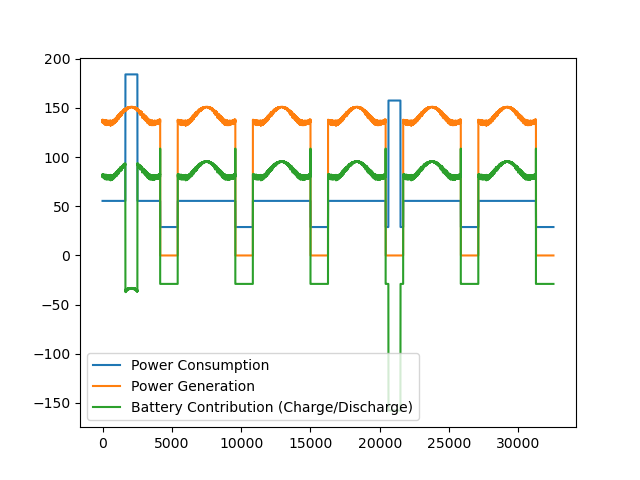 200
150
100
50
0
−50
−100
−150
Power Consumption
Power Generation
Battery Contribution (Charge/Discharge)
0 5000 10000 15000 20000 25000 30000